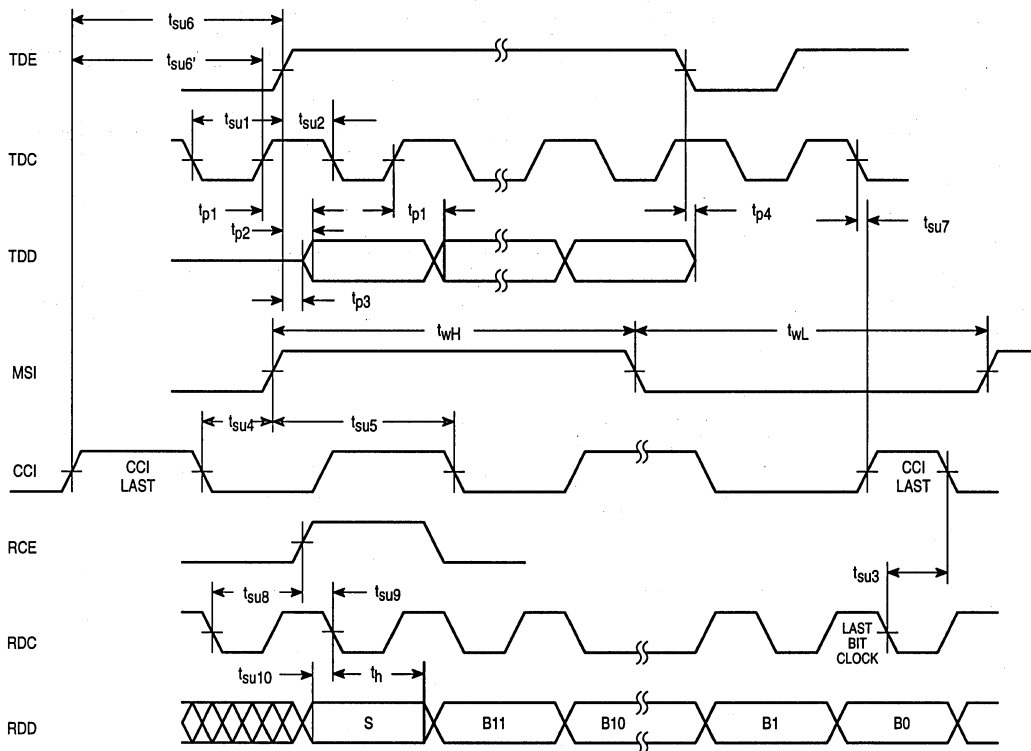 tsu6
TDE
tsu6'
tsu1
tsu2
TDC
tp1
tp2
tp1
tp4
tsu7
TDD
tp3
twH
twL
MSI
tsu4
tsu5
CCI
CCI
LAST
CCI
LAST
RCE
tsu3
tsu8
tsu9
RDC
LAST
BIT
CLOCK
tsu10
th
RDD
S
B11
B10
B1
B0